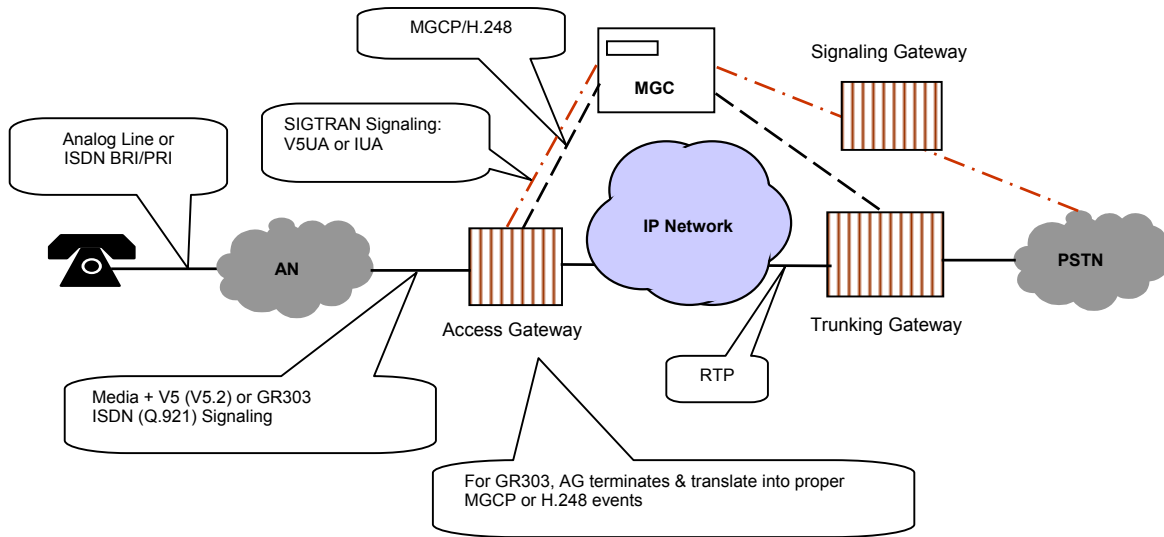 MGCP/H.248
Signaling Gateway
MGC
SIGTRAN Signaling:
V5UA or IUA
Analog Line or
ISDN BRI/PRI
IP Network
AN
PSTN
Access Gateway
Trunking Gateway
RTP
Media + V5 (V5.2) or GR303
ISDN (Q.921) Signaling
For GR303, AG terminates & translate into proper
MGCP or H.248 events